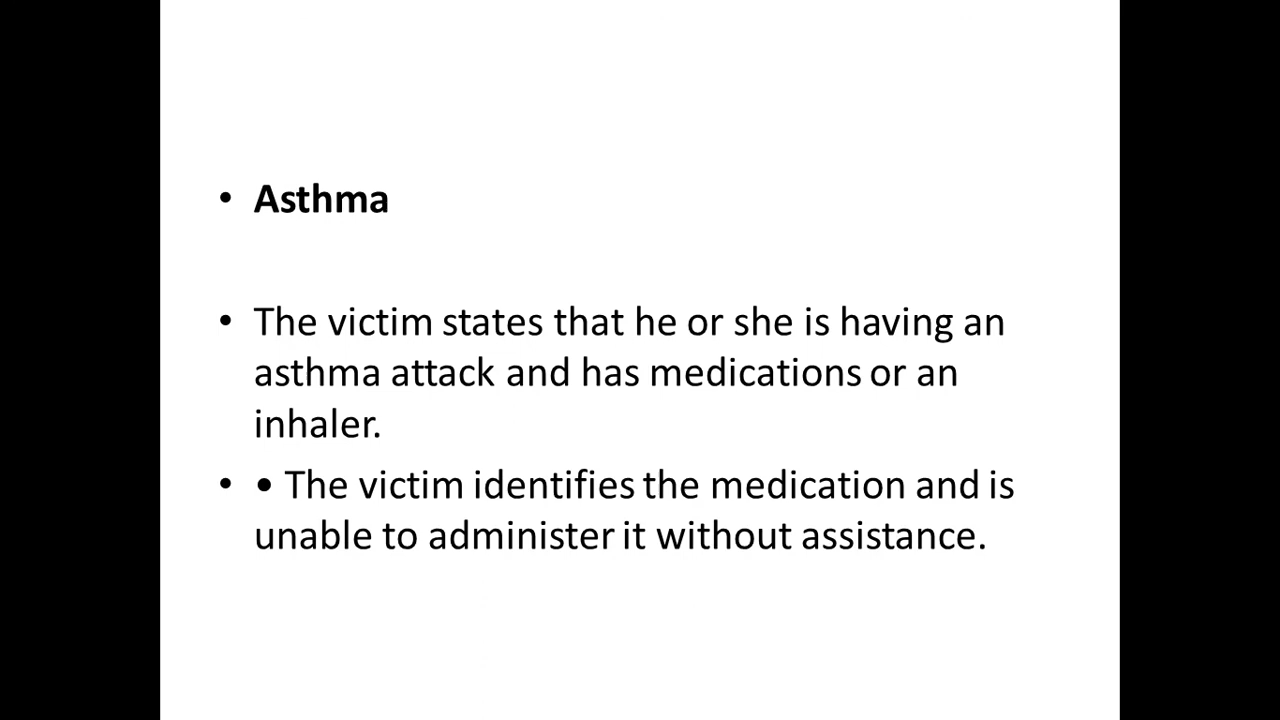 • Asthma
• The victim states that he or she is having an
asthma attack and has medications or an
inhaler.
• • The victim identifies the medication and is
unable to administer it without assistance.